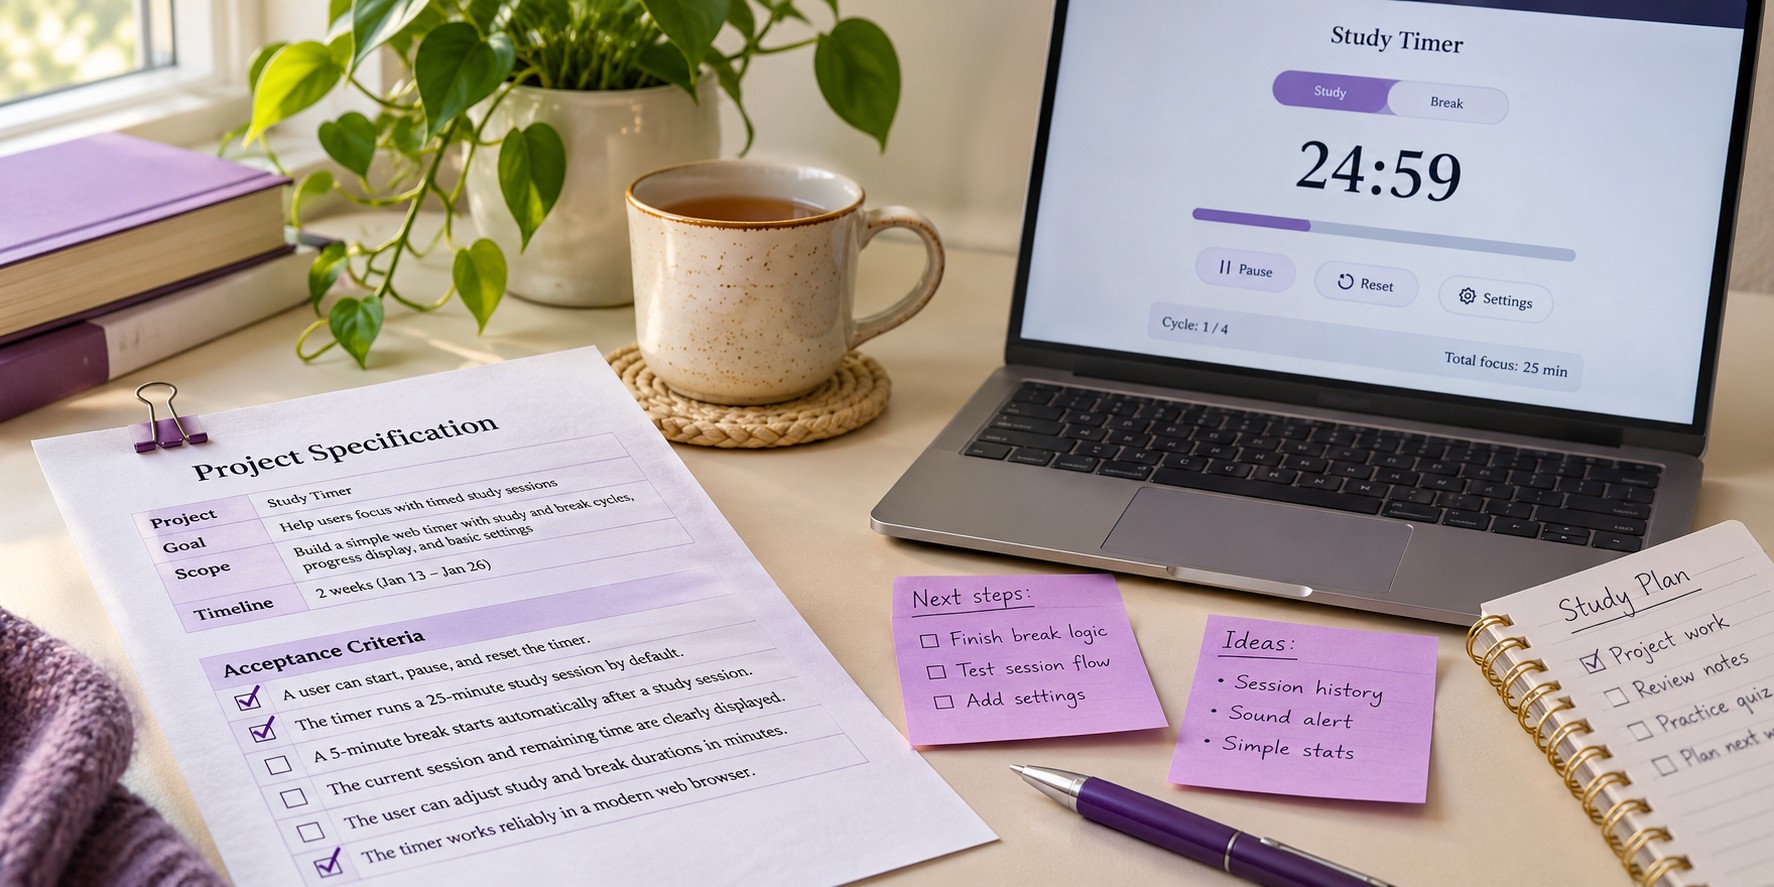 Project Specification
Project
Study Timer
Goal
Help users focus with timed study sessions
Scope
Build a simple web timer with study and break cycles,
progress display, and basic settings
Timeline
2 weeks (Jan 13 – Jan 26)
Acceptance Criteria
A user can start, pause, and reset the timer.
The timer runs a 25-minute study session by default.
A 5-minute break starts automatically after a study session.
The current session and remaining time are clearly displayed.
The user can adjust study and break durations in minutes.
The timer works reliably in a modern web browser.
Study Timer
Study
Break
24:59
Pause
Reset
Settings
Cycle: 1 / 4
Total focus: 25 min
Next steps:
Finish break logic
Test session flow
Add settings
Ideas:
• Session history
• Sound alert
• Simple stats
Study Plan
Project work
Review notes
Practice quiz
Plan next